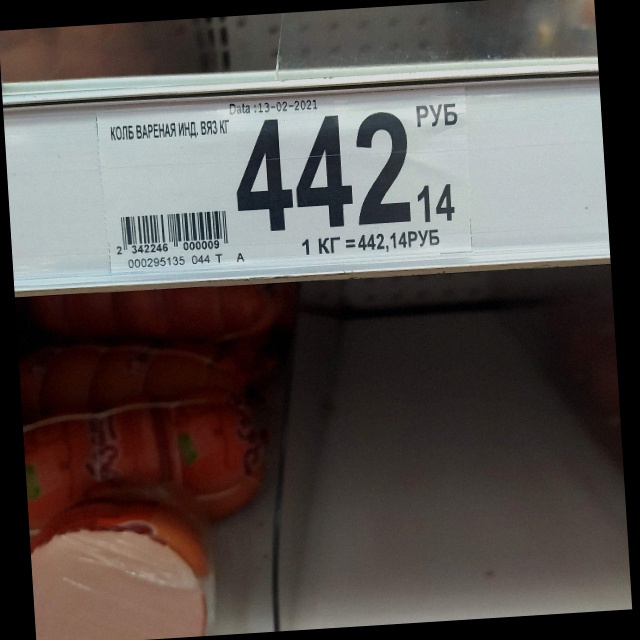 Data :13-02-2021
КОЛБ ВАРЕНАЯ ИНД. ВЯЗ КГ
442 14 РУБ
2 342246 000009
1 КГ =442,14РУБ
000295135 044 Т А